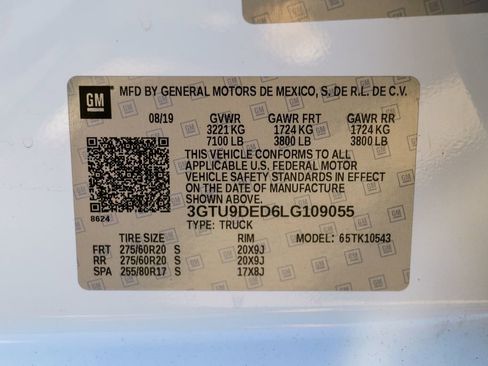 GM
MFD BY GENERAL MOTORS DE MEXICO, S. DE R.L. DE C.V.
08/19 GVWR GAWR FRT GAWR RR
3221 KG 1724 KG 1724 KG
7100 LB 3800 LB 3800 LB
THIS VEHICLE CONFORMS TO ALL
APPLICABLE U.S. FEDERAL MOTOR
VEHICLE SAFETY STANDARDS IN EFFECT
ON THE DATE OF MANUFACTURE SHOWN ABOVE.
8624
3GTU9DED6LG109055
TYPE: TRUCK MODEL: 65TK10543
TIRE SIZE RIM
FRT 275/60R20 S 20X9J
RR 275/60R20 S 20X9J
SPA 255/80R17 S 17X8J